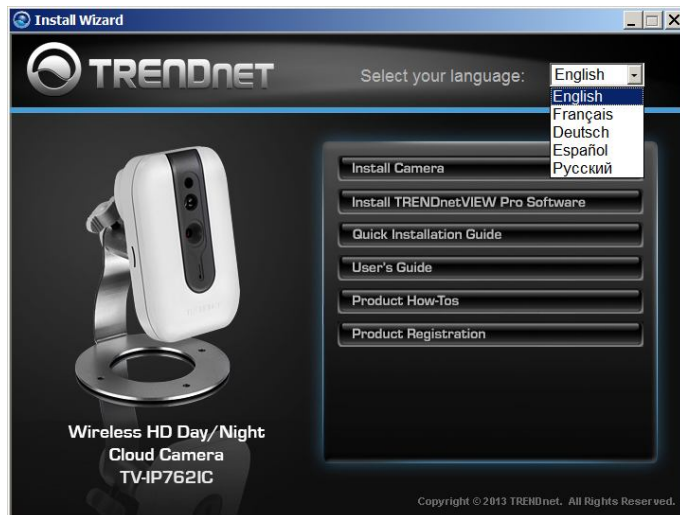 Install Wizard
TRENDNET
Select your language:
English
English
Français
Deutsch
Español
Русский
Install Camera
Install TRENDnetVIEW Pro Software
Quick Installation Guide
User's Guide
Product How-Tos
Product Registration
Wireless HD Day/Night
Cloud Camera
TV-IP762IC
Copyright © 2013 TRENDnet. All Rights Reserved.